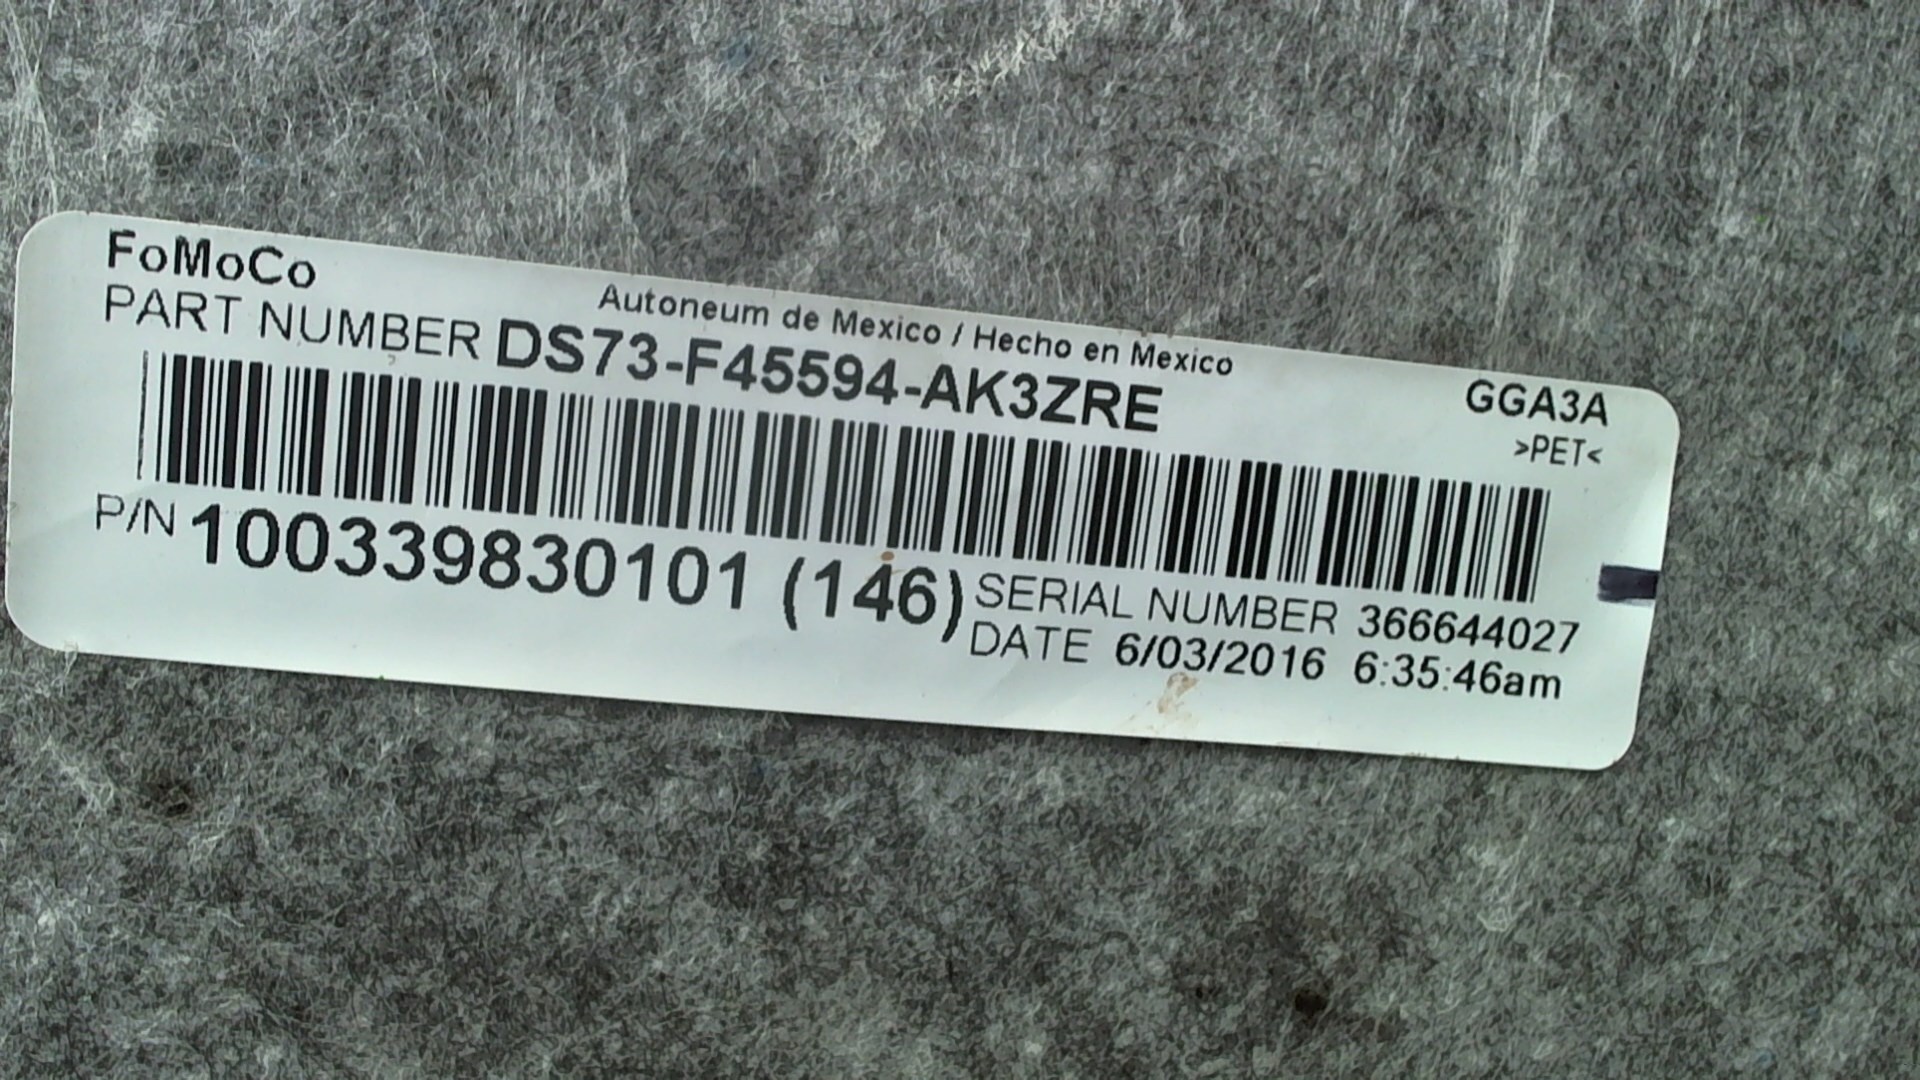 FoMoCo
Autoneum de Mexico / Hecho en Mexico
PART NUMBER DS73-F45594-AK3ZRE
GGA3A
>PET<
P/N 100339830101 (146)
SERIAL NUMBER 366644027
DATE 6/03/2016 6:35:46am